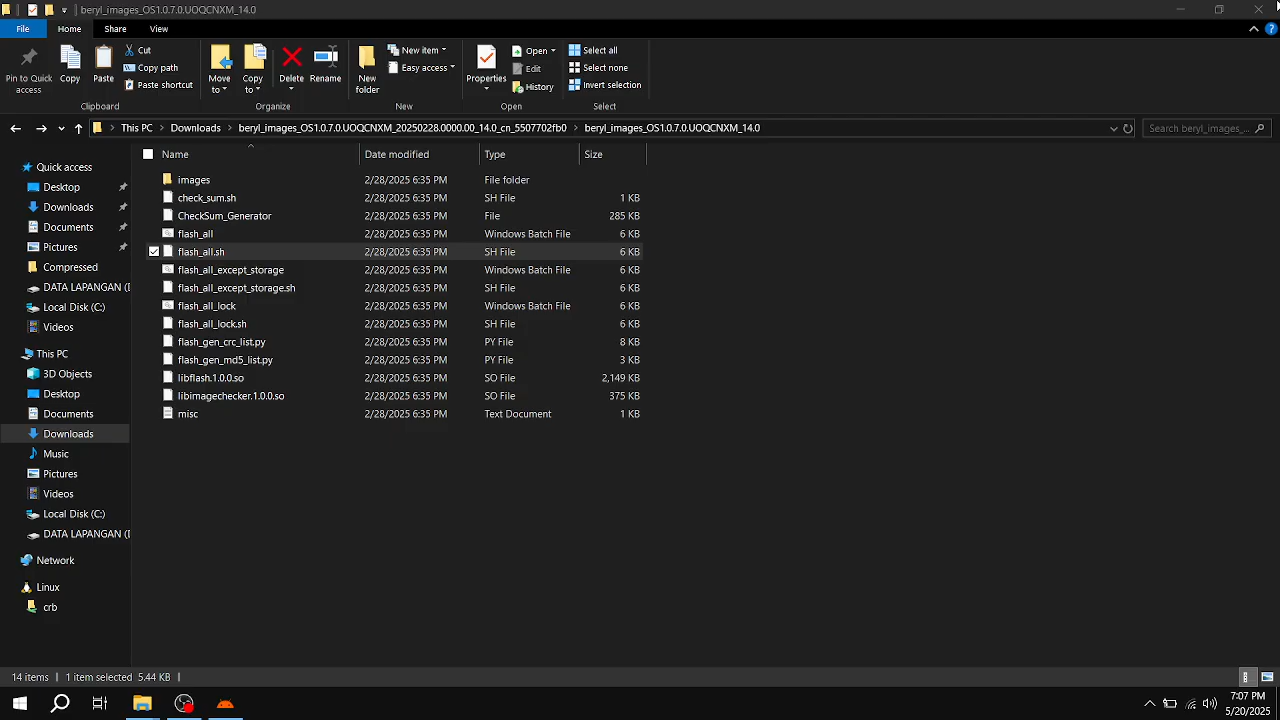 beryl_images_OS1.0.7.0.UOQCNXM_14.0
File Home Share View
Pin to Quick access
Copy
Paste
Cut
Copy path
Paste shortcut
Clipboard
Move to
Copy to
Delete
Rename
Organize
New folder
New item
Easy access
New
Properties
Open
Edit
History
Open
Select all
Select none
Invert selection
Select
This PC > Downloads > beryl_images_OS1.0.7.0.UOQCNXM_20250228.0000.00_14.0_cn_5507702fb0 > beryl_images_OS1.0.7.0.UOQCNXM_14.0
Search beryl_images_...
Quick access
Desktop
Downloads
Documents
Pictures
Compressed
DATA LAPANGAN (D
Local Disk (C:)
Videos
This PC
3D Objects
Desktop
Documents
Downloads
Music
Pictures
Videos
Local Disk (C:)
DATA LAPANGAN (D
Network
Linux
crb
Name Date modified Type Size
images 2/28/2025 6:35 PM File folder
check_sum.sh 2/28/2025 6:35 PM SH File 1 KB
CheckSum_Generator 2/28/2025 6:35 PM File 285 KB
flash_all 2/28/2025 6:35 PM Windows Batch File 6 KB
flash_all.sh 2/28/2025 6:35 PM SH File 6 KB
flash_all_except_storage 2/28/2025 6:35 PM Windows Batch File 6 KB
flash_all_except_storage.sh 2/28/2025 6:35 PM SH File 6 KB
flash_all_lock 2/28/2025 6:35 PM Windows Batch File 6 KB
flash_all_lock.sh 2/28/2025 6:35 PM SH File 6 KB
flash_gen_crc_list.py 2/28/2025 6:35 PM PY File 8 KB
flash_gen_md5_list.py 2/28/2025 6:35 PM PY File 3 KB
libflash.1.0.0.so 2/28/2025 6:35 PM SO File 2,149 KB
libimagechecker.1.0.0.so 2/28/2025 6:35 PM SO File 375 KB
misc 2/28/2025 6:35 PM Text Document 1 KB
14 items 1 item selected 5.44 KB
7:07 PM
5/20/2025